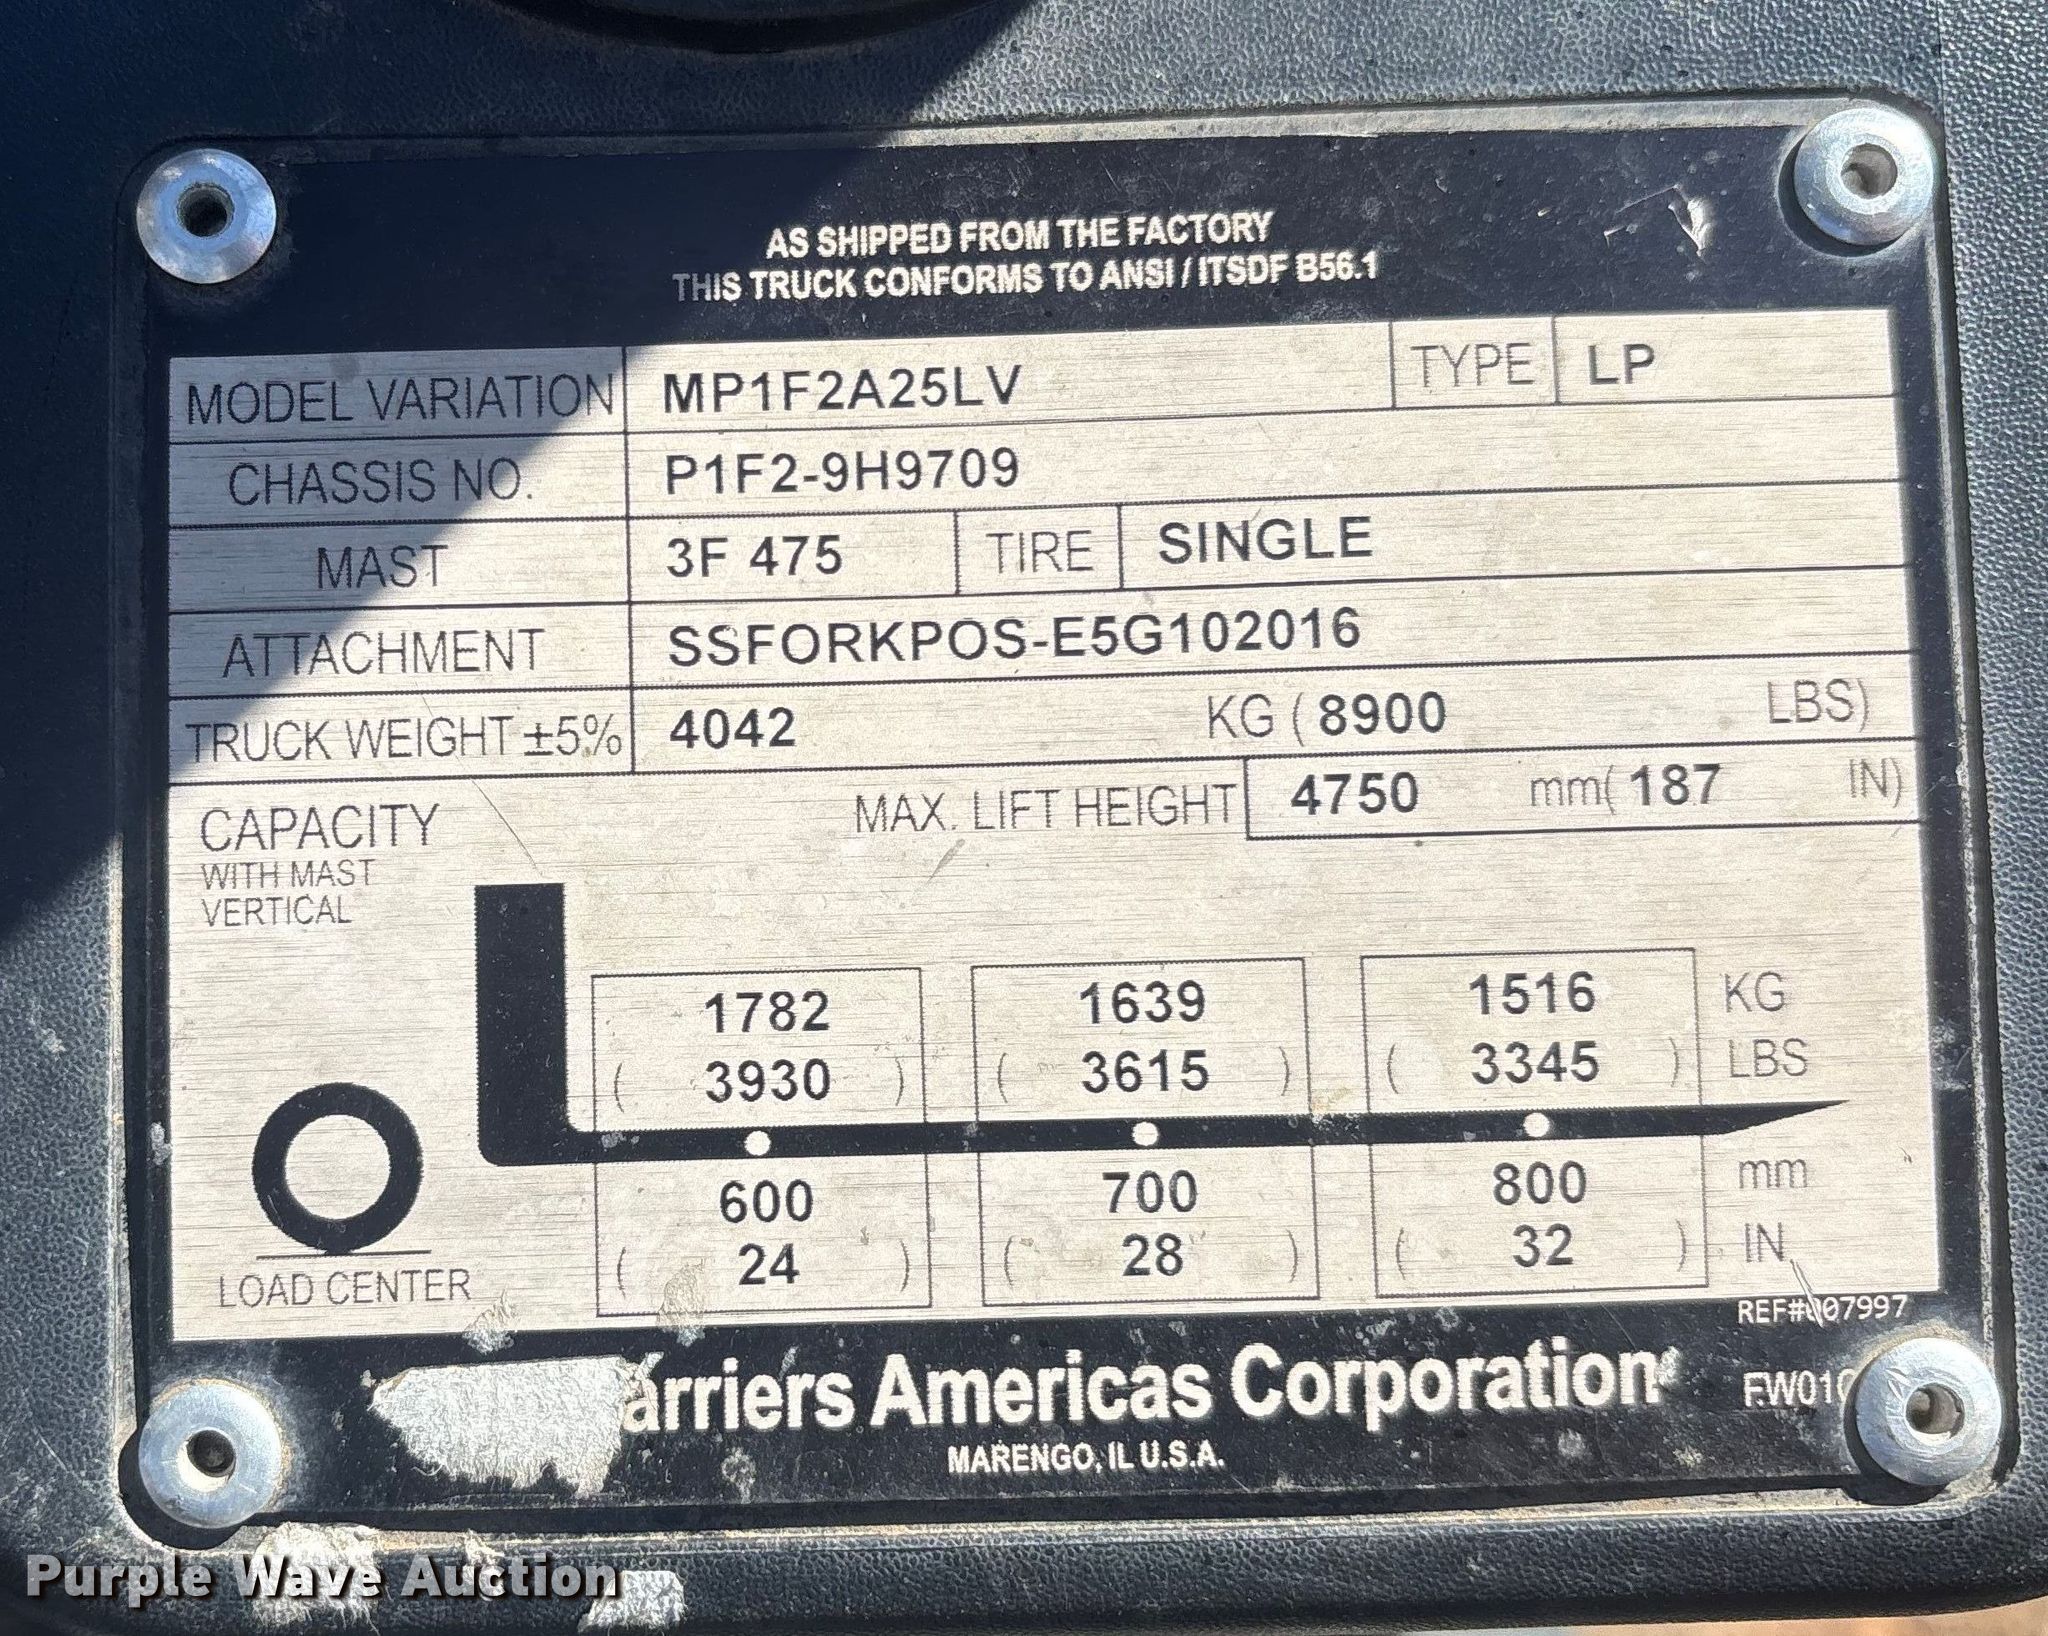 AS SHIPPED FROM THE FACTORY
THIS TRUCK CONFORMS TO ANSI / ITSDF B56.1
MODEL VARIATION MP1F2A25LV TYPE LP
CHASSIS NO. P1F2-9H9709
MAST 3F 475 TIRE SINGLE
ATTACHMENT SSFORKPOS-E5G102016
TRUCK WEIGHT ±5% 4042 KG ( 8900 LBS)
MAX. LIFT HEIGHT 4750 mm( 187 IN)
CAPACITY
WITH MAST
VERTICAL
1782 1639 1516 KG
( 3930 ) ( 3615 ) ( 3345 ) LBS
600 700 800 mm
( 24 ) ( 28 ) ( 32 ) IN
LOAD CENTER
REF#007997
arriers Americas Corporation
MARENGO, IL U.S.A.
Purple Wave Auction